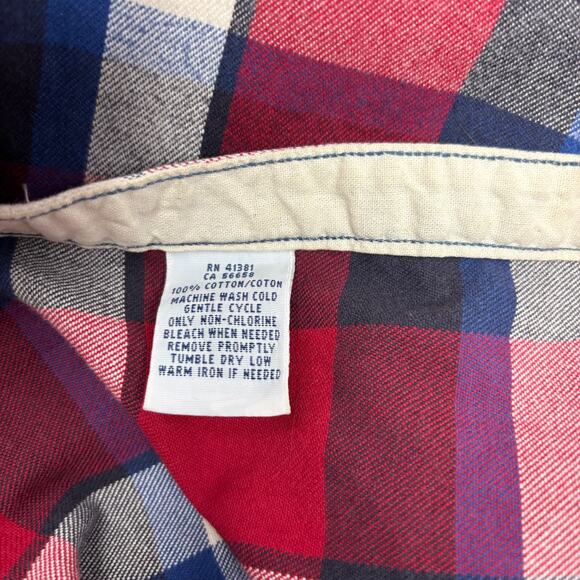 RN 41381
CA 56658
100% COTTON/COTON
MACHINE WASH COLD
GENTLE CYCLE
ONLY NON-CHLORINE
BLEACH WHEN NEEDED
REMOVE PROMPTLY
TUMBLE DRY LOW
WARM IRON IF NEEDED